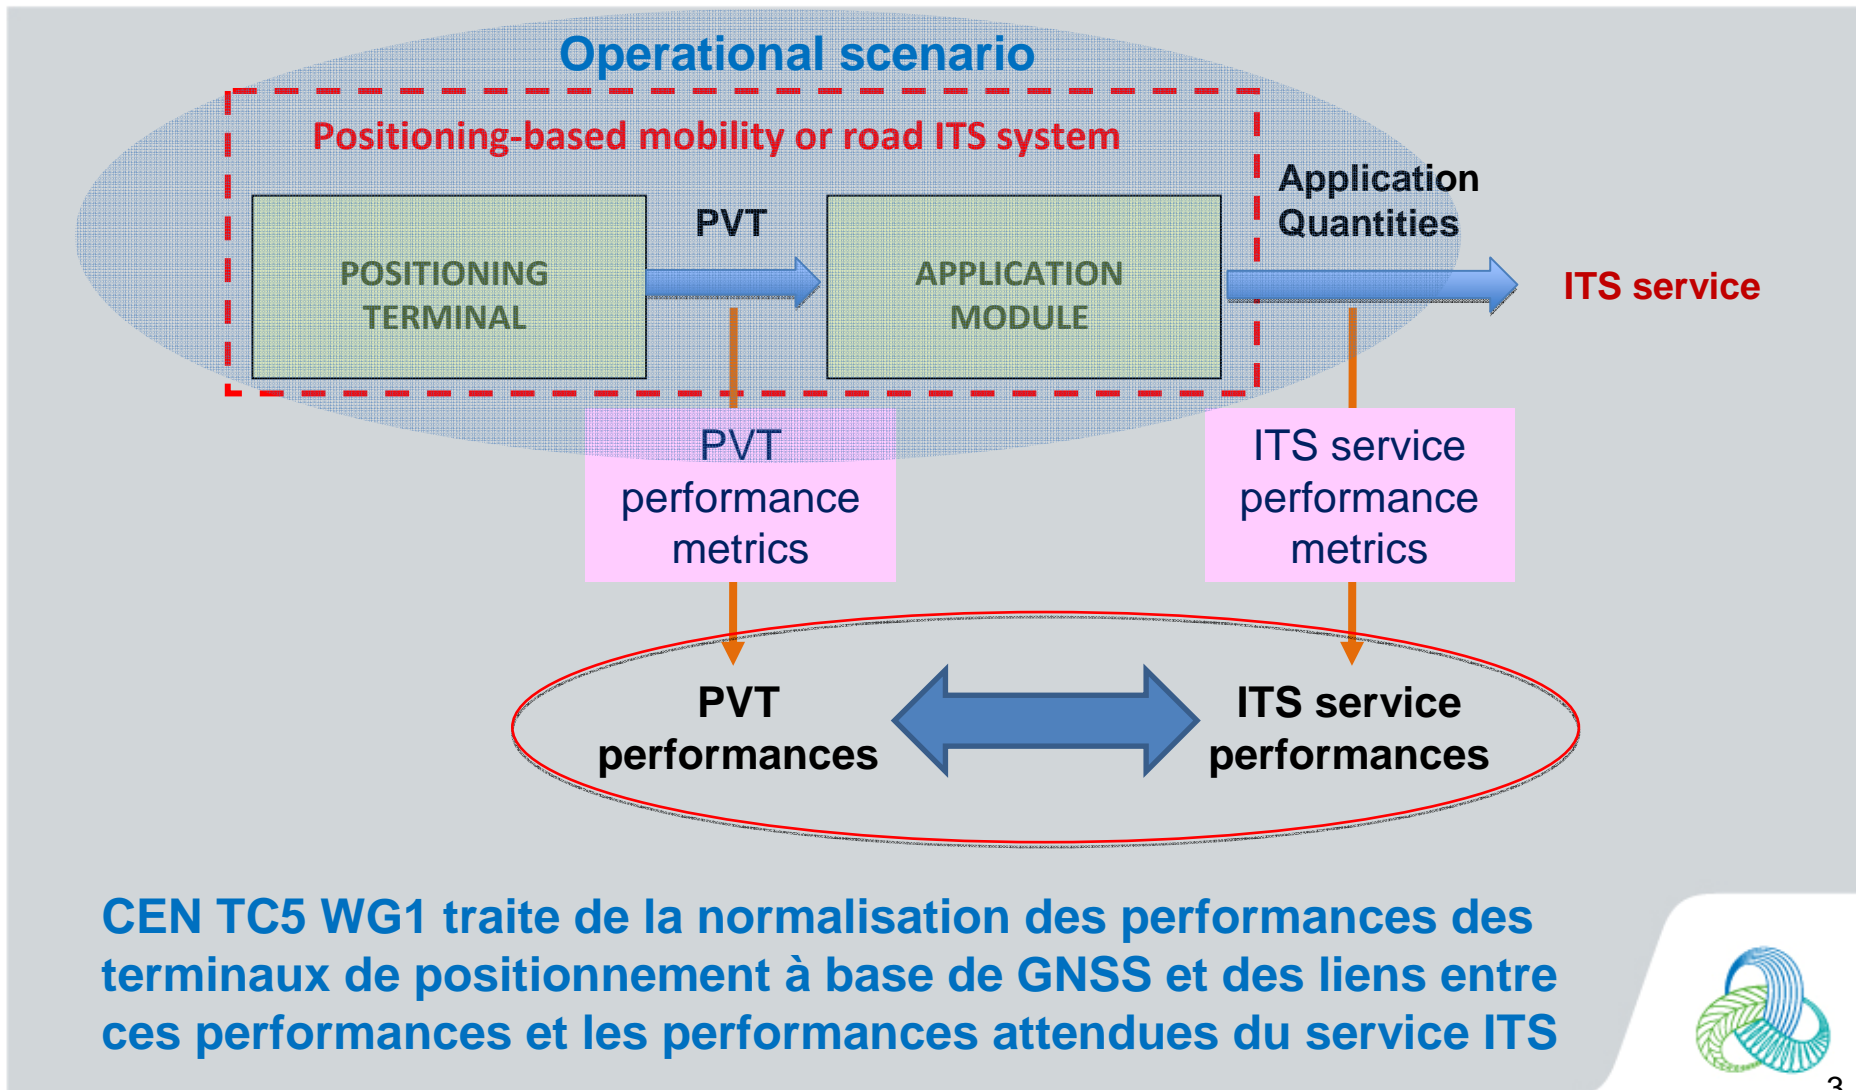 Operational scenario
Positioning-based mobility or road ITS system
POSITIONING
TERMINAL
PVT
APPLICATION
MODULE
Application
Quantities
ITS service
PVT
performance
metrics
ITS service
performance
metrics
PVT
performances
ITS service
performances
CEN TC5 WG1 traite de la normalisation des performances des
terminaux de positionnement à base de GNSS et des liens entre
ces performances et les performances attendues du service ITS
3